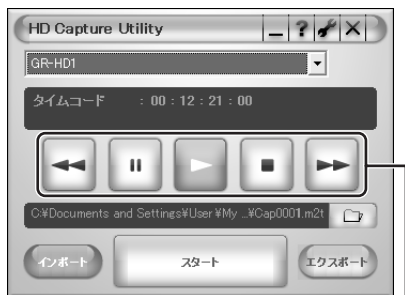 HD Capture Utility
GR-HD1
タイムコード : 00 : 12 : 21 : 00
C:¥Documents and Settings¥User¥My ...¥Cap0001.m2t
インポート
スタート
エクスポート